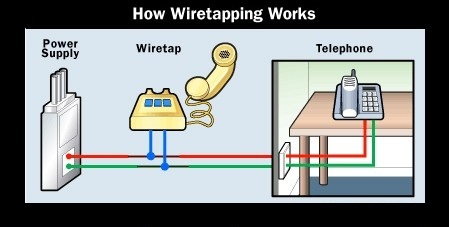 How Wiretapping Works
Power
Supply
Wiretap
Telephone